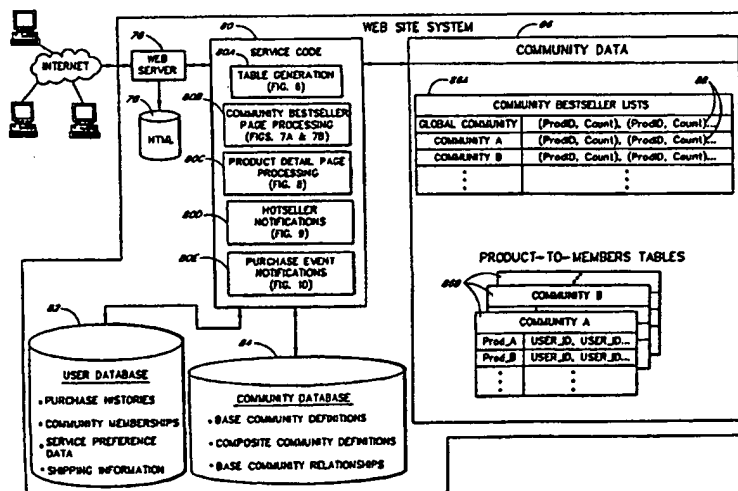 WEB SITE SYSTEM
INTERNET
76
WEB
SERVER
78
HTML
80
SERVICE CODE
80A
TABLE GENERATION
(FIG. 6)
80B
COMMUNITY BESTSELLER
PAGE PROCESSING
(FIGS. 7A & 7B)
80C
PRODUCT DETAIL PAGE
PROCESSING
(FIG. 8)
80D
HOTSELLER
NOTIFICATIONS
(FIG. 9)
80E
PURCHASE EVENT
NOTIFICATIONS
(FIG. 10)
82
USER DATABASE
• PURCHASE HISTORIES
• COMMUNITY MEMBERSHIPS
• SERVICE PREFERENCE
DATA
• SHIPPING INFORMATION
84
COMMUNITY DATABASE
• BASE COMMUNITY DEFINITIONS
• COMPOSITE COMMUNITY DEFINITIONS
• BASE COMMUNITY RELATIONSHIPS
86
COMMUNITY DATA
86A
88
COMMUNITY BESTSELLER LISTS
GLOBAL COMMUNITY (ProdID, Count), (ProdID, Count)...
COMMUNITY A (ProdID, Count), (ProdID, Count)...
COMMUNITY B (ProdID, Count), (ProdID, Count)...
PRODUCT-TO-MEMBERS TABLES
86B
COMMUNITY B
COMMUNITY A
Prod_A USER_ID, USER_ID...
Prod_B USER_ID, USER_ID...